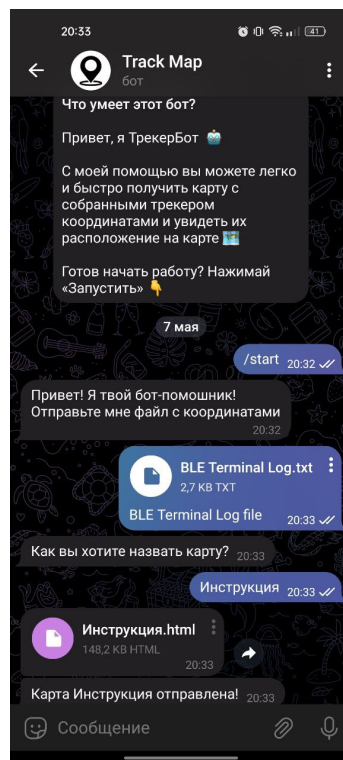 20:33
41
Track Map
бот
Что умеет этот бот?
Привет, я ТрекерБот
С моей помощью вы можете легко
и быстро получить карту с
собранными трекером
координатами и увидеть их
расположение на карте
Готов начать работу? Нажимай
«Запустить»
7 мая
/start 20:32
Привет! Я твой бот-помошник!
Отправьте мне файл с координатами
20:32
BLE Terminal Log.txt
2,7 KB TXT
BLE Terminal Log file 20:33
Как вы хотите назвать карту? 20:33
Инструкция 20:33
Инструкция.html
148,2 KB HTML
20:33
Карта Инструкция отправлена! 20:33
Сообщение